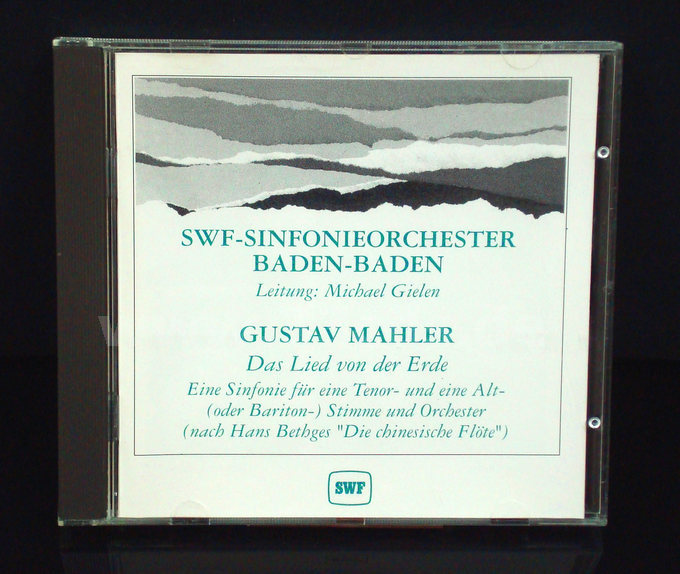 SWF-SINFONIEORCHESTER
BADEN-BADEN
Leitung: Michael Gielen
GUSTAV MAHLER
Das Lied von der Erde
Eine Sinfonie für eine Tenor- und eine Alt-
(oder Bariton-) Stimme und Orchester
(nach Hans Bethges "Die chinesische Flöte")
SWF